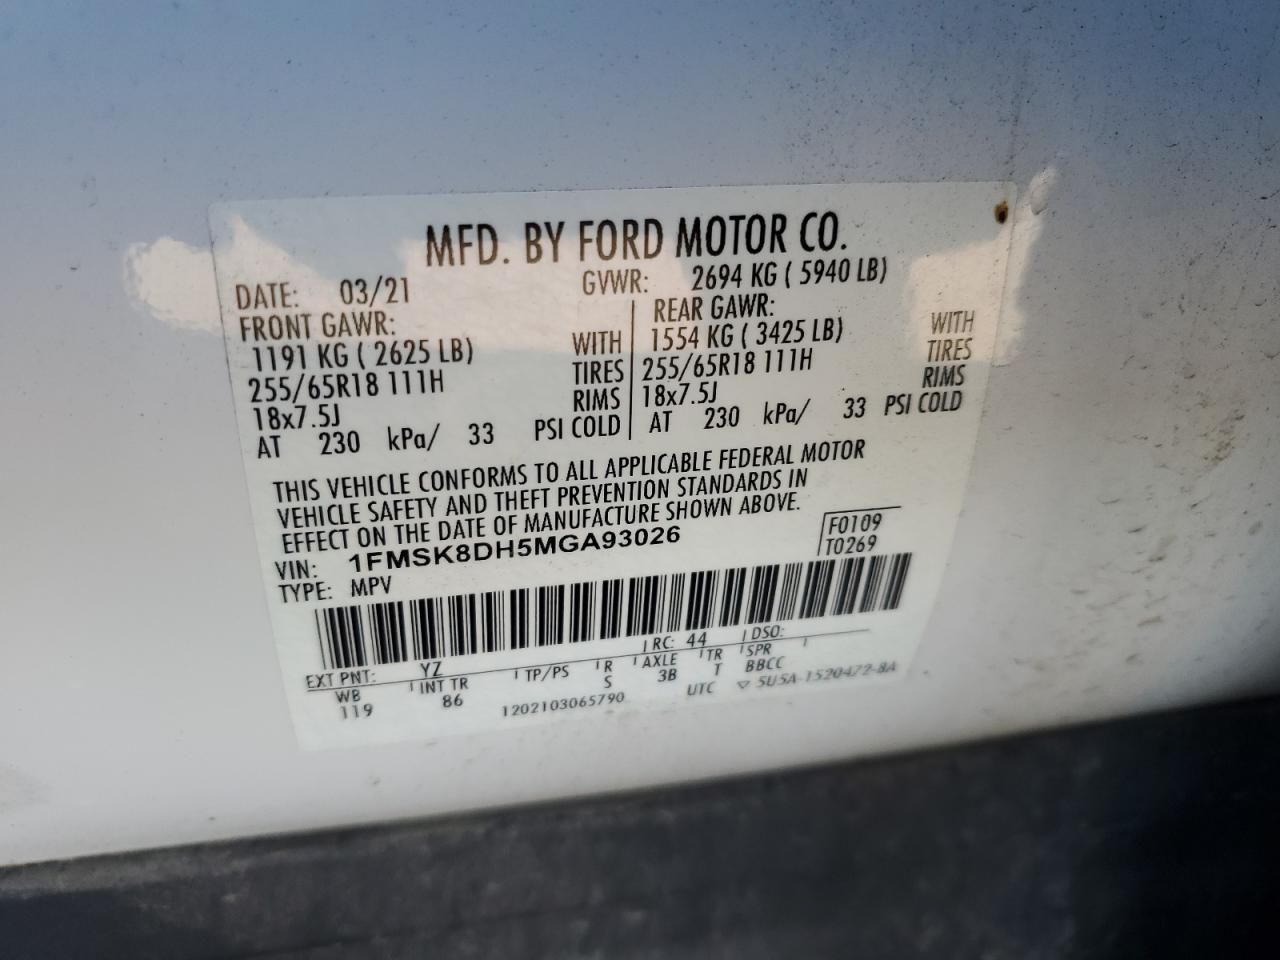 MFD. BY FORD MOTOR CO.
DATE: 03/21 GVWR: 2694 KG ( 5940 LB)
FRONT GAWR: REAR GAWR:
1191 KG ( 2625 LB) WITH 1554 KG ( 3425 LB) WITH
255/65R18 111H TIRES 255/65R18 111H TIRES
18x7.5J RIMS 18x7.5J RIMS
AT 230 kPa/ 33 PSI COLD AT 230 kPa/ 33 PSI COLD
THIS VEHICLE CONFORMS TO ALL APPLICABLE FEDERAL MOTOR
VEHICLE SAFETY AND THEFT PREVENTION STANDARDS IN
EFFECT ON THE DATE OF MANUFACTURE SHOWN ABOVE.
VIN: 1FMSK8DH5MGA93026 F0109
TYPE: MPV T0269
EXT PNT: YZ RC: 44 DSO:
WB INT TR TP/PS R AXLE TR SPR
119 86 S 3B T BBCC
1202103065790 UTC ▽ 5U5A-1520472-8A